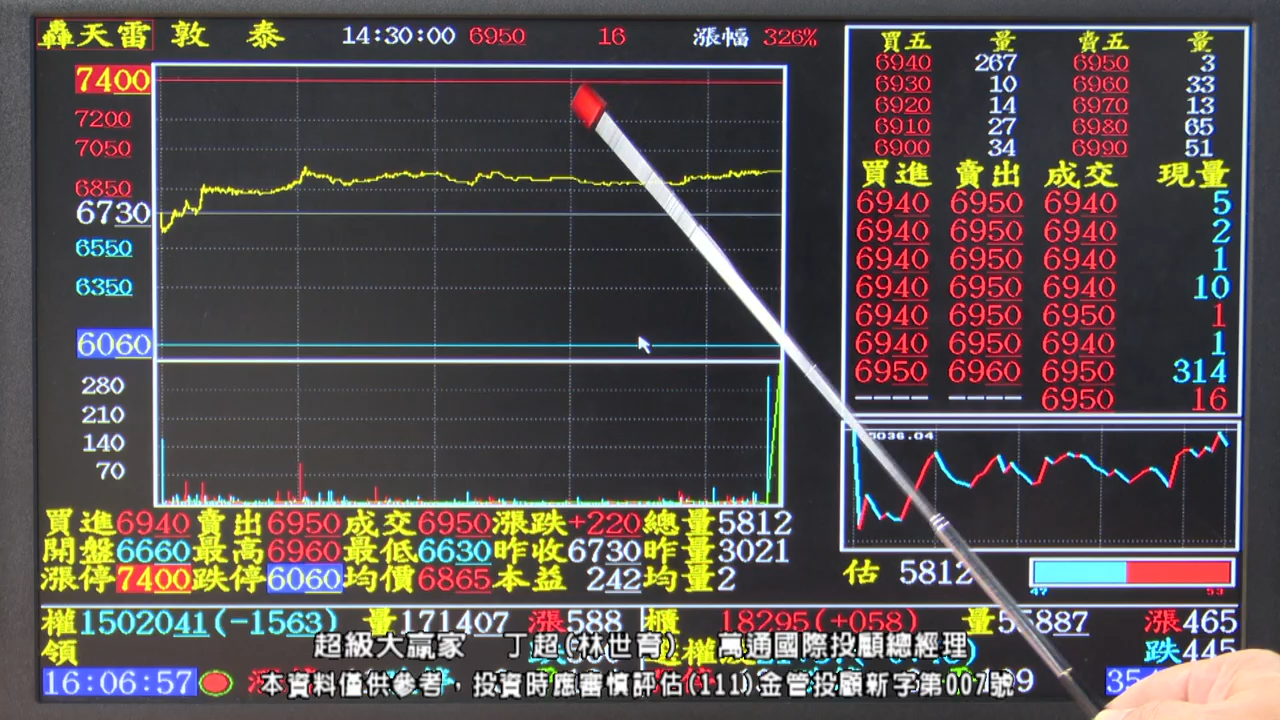 轟天雷 敦 泰 14:30:00 6950 16 漲幅 326%
7400
7200
7050
6850
6730
6550
6350
6060
280
210
140
70
買五 量 賣五 量
6940 267 6950 3
6930 10 6960 33
6920 14 6970 13
6910 27 6980 65
6900 34 6990 51
買進 賣出 成交 現量
6940 6950 6940 5
6940 6950 6940 2
6940 6950 6940 1
6940 6950 6940 10
6940 6950 6950 1
6940 6950 6940 1
6950 6960 6950 314
---- ---- 6950 16
036.04
買進6940賣出6950成交6950漲跌+220總量5812
開盤6660最高6960最低6630昨收6730昨量3021
漲停7400跌停6060均價6865本益 242均量2
估 5812
47 53
權1502041(-1563) 量171407 漲588 櫃 18295(+058) 量55887 漲465
領 跌445
超級大贏家 丁超(林世育) 萬通國際投顧總經理
16:06:57
本資料僅供參考，投資時應審慎評估(111)金管投顧新字第007號